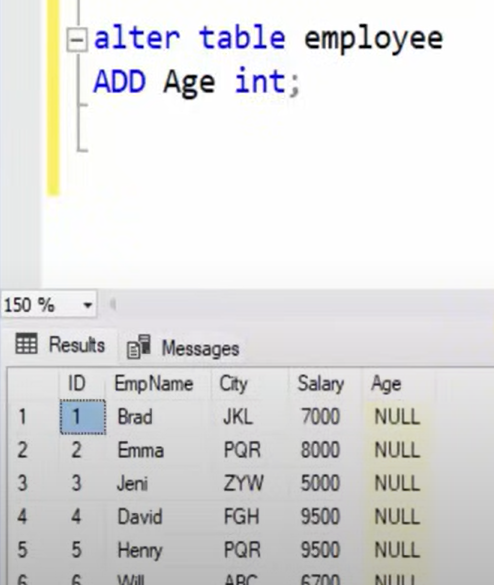 alter table employee
ADD Age int;
150 %
Results Messages
ID EmpName City Salary Age
1 1 Brad JKL 7000 NULL
2 2 Emma PQR 8000 NULL
3 3 Jeni ZYW 5000 NULL
4 4 David FGH 9500 NULL
5 5 Henry PQR 9500 NULL
6 6 Will ABC 6700 NULL